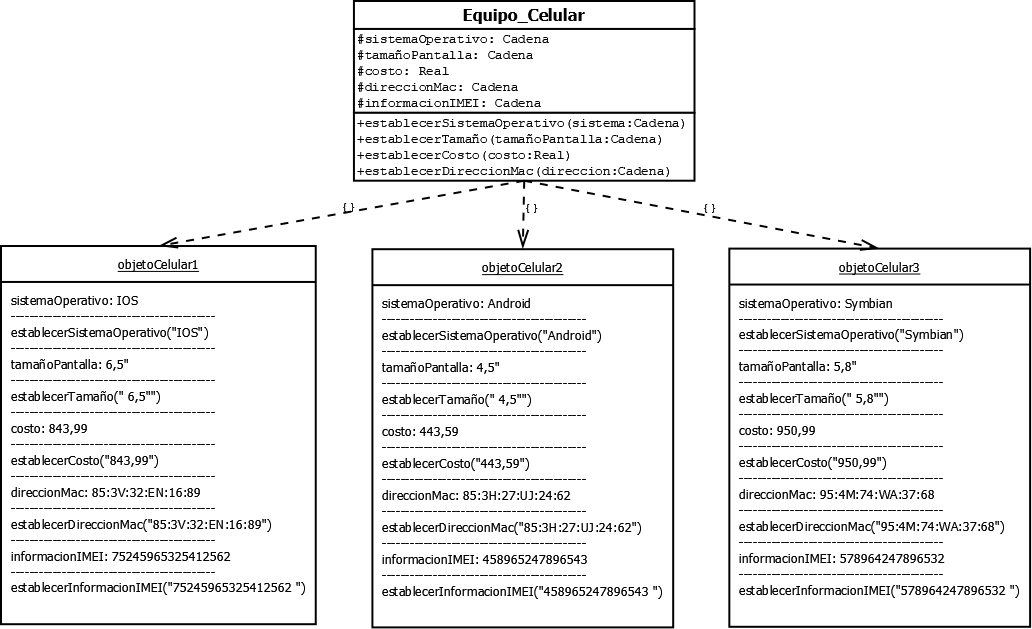 Equipo_Celular
#sistemaOperativo: Cadena
#tamañoPantalla: Cadena
#costo: Real
#direccionMac: Cadena
#informacionIMEI: Cadena
+establecerSistemaOperativo(sistema:Cadena)
+establecerTamaño(tamañoPantalla:Cadena)
+establecerCosto(costo:Real)
+establecerDireccionMac(direccion:Cadena)
{}
{}
{}
objetoCelular1
sistemaOperativo: IOS
establecerSistemaOperativo("IOS")
tamañoPantalla: 6,5"
establecerTamaño(" 6,5"")
costo: 843,99
establecerCosto("843,99")
direccionMac: 85:3V:32:EN:16:89
establecerDireccionMac("85:3V:32:EN:16:89")
informacionIMEI: 75245965325412562
establecerInformacionIMEI("75245965325412562 ")
objetoCelular2
sistemaOperativo: Android
establecerSistemaOperativo("Android")
tamañoPantalla: 4,5"
establecerTamaño(" 4,5"")
costo: 443,59
establecerCosto("443,59")
direccionMac: 85:3H:27:UJ:24:62
establecerDireccionMac("85:3H:27:UJ:24:62")
informacionIMEI: 458965247896543
establecerInformacionIMEI("458965247896543 ")
objetoCelular3
sistemaOperativo: Symbian
establecerSistemaOperativo("Symbian")
tamañoPantalla: 5,8"
establecerTamaño(" 5,8"")
costo: 950,99
establecerCosto("950,99")
direccionMac: 95:4M:74:WA:37:68
establecerDireccionMac("95:4M:74:WA:37:68")
informacionIMEI: 578964247896532
establecerInformacionIMEI("578964247896532 ")